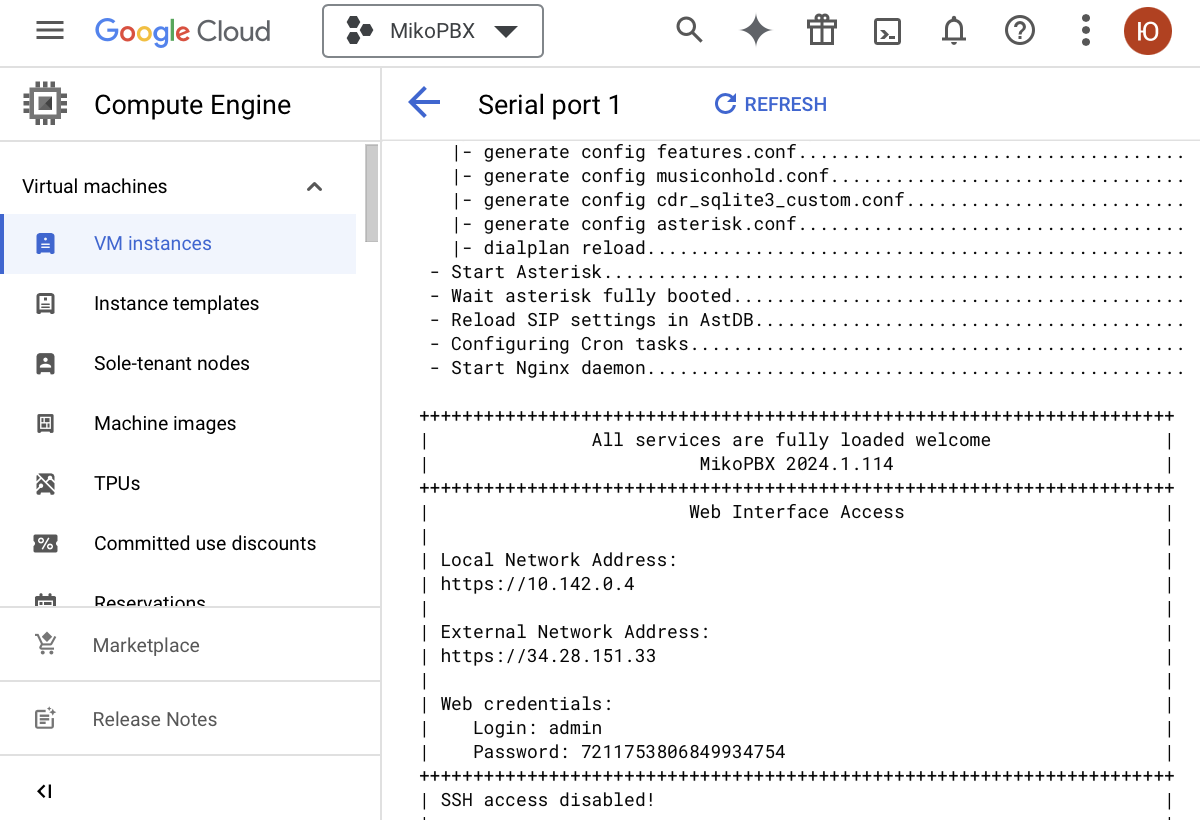 Google Cloud
MikoPBX
Ю
Compute Engine
Serial port 1
REFRESH
Virtual machines
VM instances
Instance templates
Sole-tenant nodes
Machine images
TPUs
Committed use discounts
Reservations
Marketplace
Release Notes
|- generate config features.conf....................................
|- generate config musiconhold.conf.................................
|- generate config cdr_sqlite3_custom.conf..........................
|- generate config asterisk.conf....................................
|- dialplan reload..................................................
- Start Asterisk......................................................
- Wait asterisk fully booted..........................................
- Reload SIP settings in AstDB........................................
- Configuring Cron tasks..............................................
- Start Nginx daemon..................................................
++++++++++++++++++++++++++++++++++++++++++++++++++++++++++++++++++++++
| All services are fully loaded welcome |
| MikoPBX 2024.1.114 |
++++++++++++++++++++++++++++++++++++++++++++++++++++++++++++++++++++++
| Web Interface Access |
| |
| Local Network Address: |
| https://10.142.0.4 |
| |
| External Network Address: |
| https://34.28.151.33 |
| |
| Web credentials: |
| Login: admin |
| Password: 7211753806849934754 |
++++++++++++++++++++++++++++++++++++++++++++++++++++++++++++++++++++++
| SSH access disabled! |